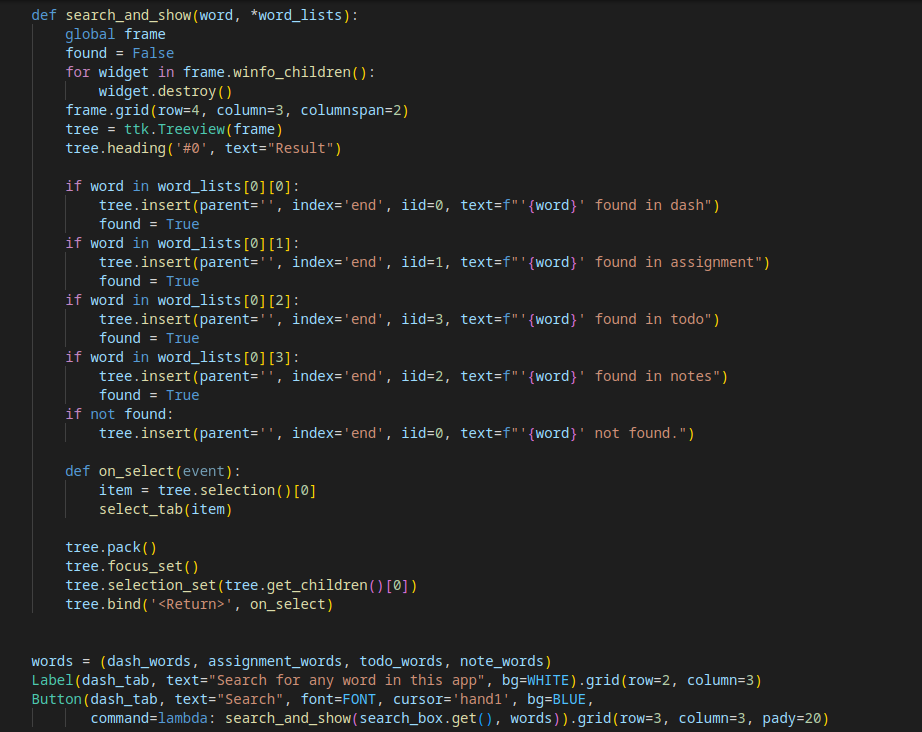 def search_and_show(word, *word_lists):
    global frame
    found = False
    for widget in frame.winfo_children():
        widget.destroy()
    frame.grid(row=4, column=3, columnspan=2)
    tree = ttk.Treeview(frame)
    tree.heading('#0', text="Result")

    if word in word_lists[0][0]:
        tree.insert(parent='', index='end', iid=0, text=f"'{word}' found in dash")
        found = True
    if word in word_lists[0][1]:
        tree.insert(parent='', index='end', iid=1, text=f"'{word}' found in assignment")
        found = True
    if word in word_lists[0][2]:
        tree.insert(parent='', index='end', iid=3, text=f"'{word}' found in todo")
        found = True
    if word in word_lists[0][3]:
        tree.insert(parent='', index='end', iid=2, text=f"'{word}' found in notes")
        found = True
    if not found:
        tree.insert(parent='', index='end', iid=0, text=f"'{word}' not found.")

    def on_select(event):
        item = tree.selection()[0]
        select_tab(item)

    tree.pack()
    tree.focus_set()
    tree.selection_set(tree.get_children()[0])
    tree.bind('<Return>', on_select)


words = (dash_words, assignment_words, todo_words, note_words)
Label(dash_tab, text="Search for any word in this app", bg=WHITE).grid(row=2, column=3)
Button(dash_tab, text="Search", font=FONT, cursor='hand1', bg=BLUE,
       command=lambda: search_and_show(search_box.get(), words)).grid(row=3, column=3, pady=20)